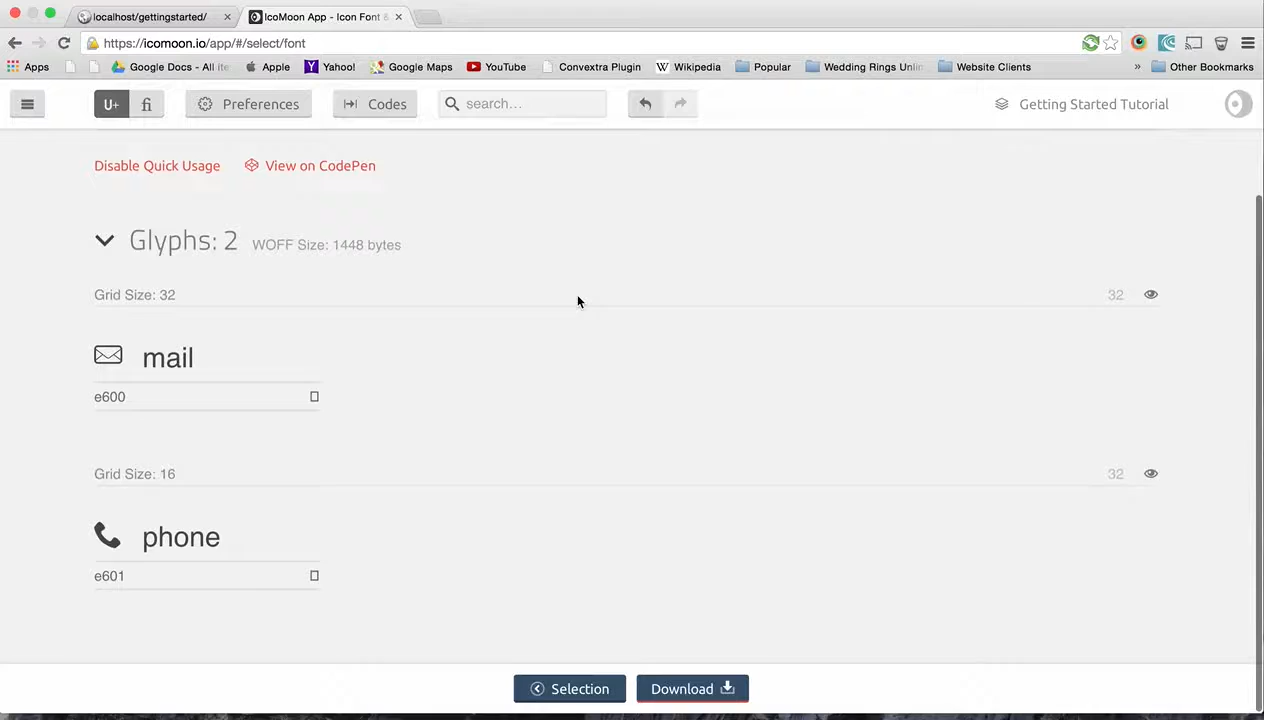 localhost/gettingstarted/
IcoMoon App - Icon Font &
https://icomoon.io/app/#/select/font
Apps
Google Docs - All ite
Apple
Yahoo!
Google Maps
YouTube
Convextra Plugin
Wikipedia
Popular
Wedding Rings Unlin
Website Clients
»
Other Bookmarks
U+
fi
Preferences
Codes
search...
Getting Started Tutorial
Disable Quick Usage
View on CodePen
Glyphs: 2
WOFF Size: 1448 bytes
Grid Size: 32
32
mail
e600
Grid Size: 16
32
phone
e601
Selection
Download